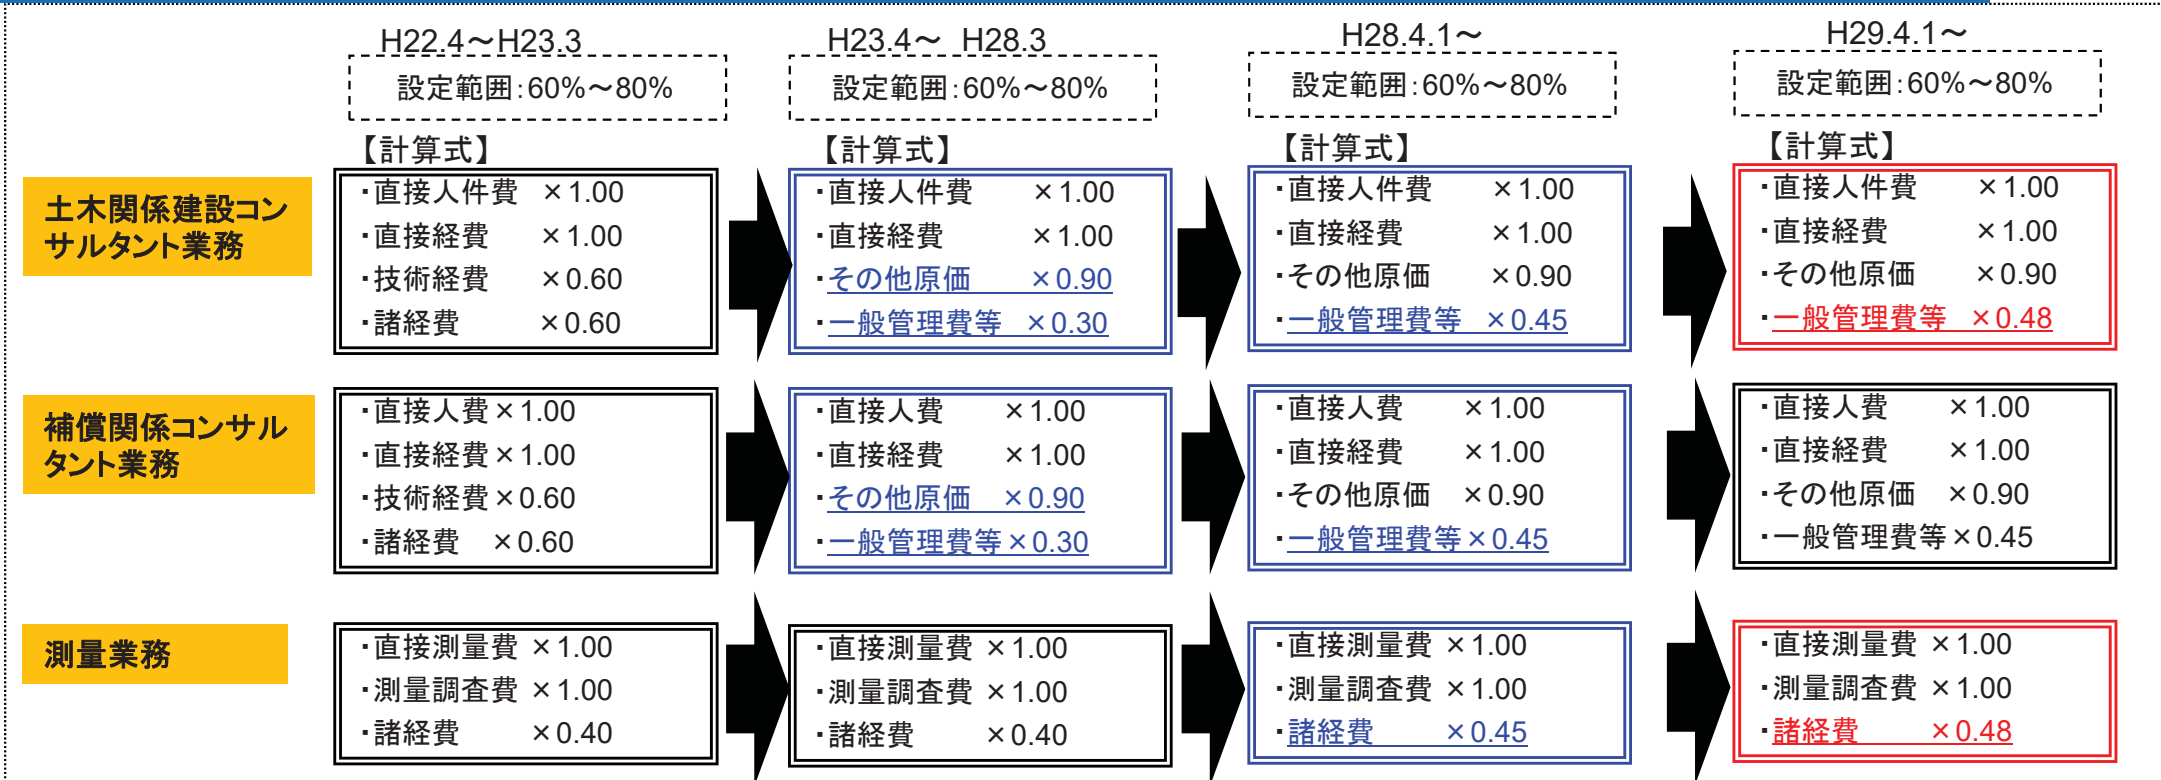 H22.4～H23.3
設定範囲:60%～80%
【計算式】
H23.4～ H28.3
設定範囲:60%～80%
【計算式】
H28.4.1～
設定範囲:60%～80%
【計算式】
H29.4.1～
設定範囲:60%～80%
【計算式】
土木関係建設コン
サルタント業務
・直接人件費 ×1.00
・直接経費 ×1.00
・技術経費 ×0.60
・諸経費 ×0.60
・直接人件費 ×1.00
・直接経費 ×1.00
・その他原価 ×0.90
・一般管理費等 ×0.30
・直接人件費 ×1.00
・直接経費 ×1.00
・その他原価 ×0.90
・一般管理費等 ×0.45
・直接人件費 ×1.00
・直接経費 ×1.00
・その他原価 ×0.90
・一般管理費等 ×0.48
補償関係コンサル
タント業務
・直接人費×1.00
・直接経費×1.00
・技術経費×0.60
・諸経費 ×0.60
・直接人費 ×1.00
・直接経費 ×1.00
・その他原価 ×0.90
・一般管理費等×0.30
・直接人費 ×1.00
・直接経費 ×1.00
・その他原価 ×0.90
・一般管理費等×0.45
・直接人費 ×1.00
・直接経費 ×1.00
・その他原価 ×0.90
・一般管理費等×0.45
測量業務
・直接測量費 ×1.00
・測量調査費 ×1.00
・諸経費 ×0.40
・直接測量費 ×1.00
・測量調査費 ×1.00
・諸経費 ×0.40
・直接測量費 ×1.00
・測量調査費 ×1.00
・諸経費 ×0.45
・直接測量費 ×1.00
・測量調査費 ×1.00
・諸経費 ×0.48